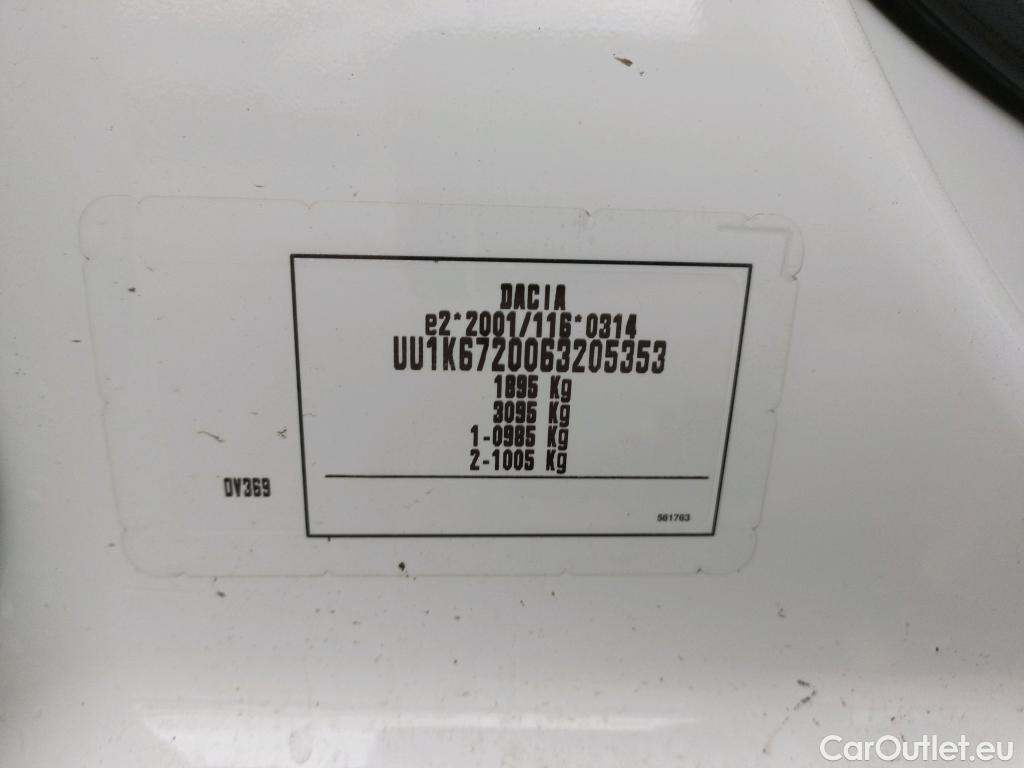 DACIA
e2*2001/116*0314
UU1K6720063205353
1895 Kg
3095 Kg
1-0985 Kg
2-1005 Kg
DV369
561763
CarOutlet.eu